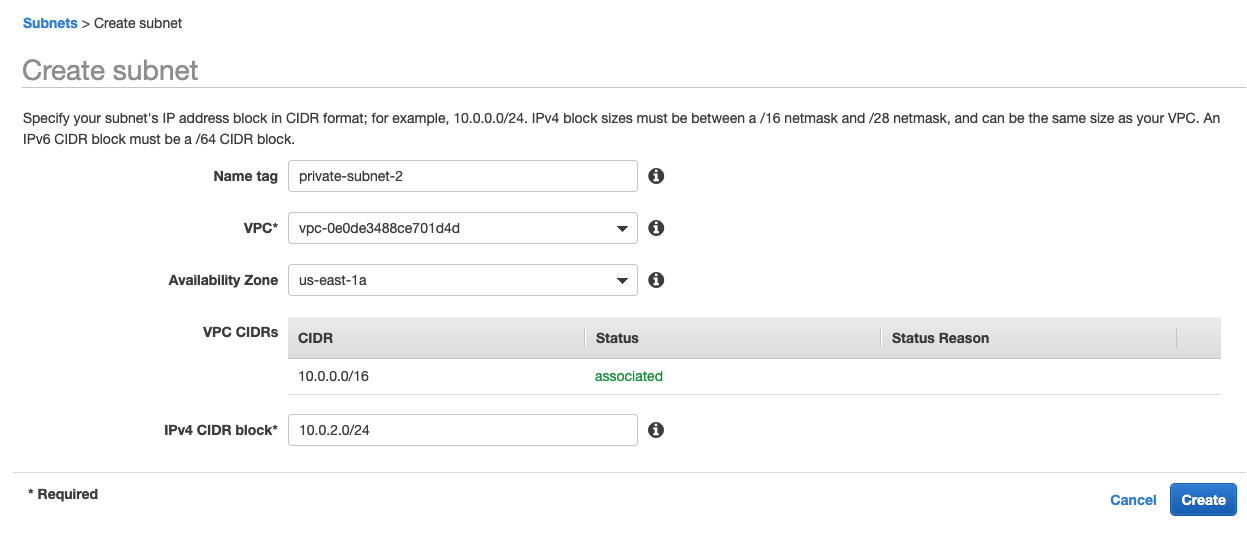 Subnets > Create subnet
Create subnet
Specify your subnet's IP address block in CIDR format; for example, 10.0.0.0/24. IPv4 block sizes must be between a /16 netmask and /28 netmask, and can be the same size as your VPC. An
IPv6 CIDR block must be a /64 CIDR block.
Name tag private-subnet-2
VPC* vpc-0e0de3488ce701d4d
Availability Zone us-east-1a
VPC CIDRs CIDR Status Status Reason
10.0.0.0/16 associated
IPv4 CIDR block* 10.0.2.0/24
* Required
Cancel Create